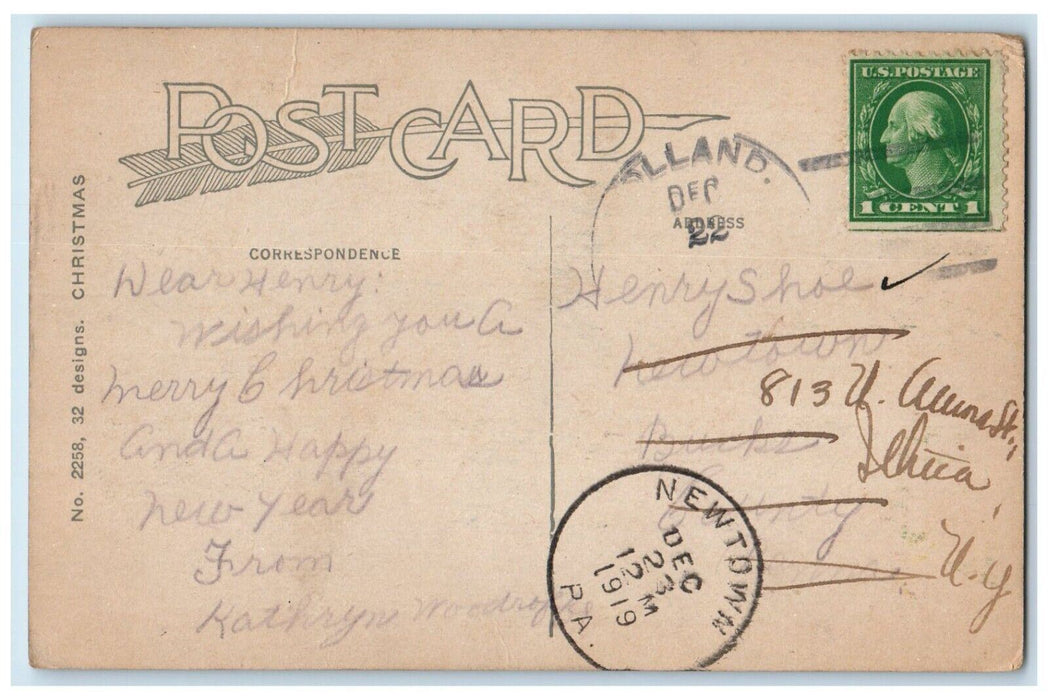 POST CARD
U.S. POSTAGE
1 CENT 1
LLAND.
DEC
22
ADDRESS
CORRESPONDENCE
No. 2258, 32 designs. CHRISTMAS
Dear Henry:
Wishing you A
Merry Christmas
and A Happy
New Year
From
Kathryn
Henry Shoe
Newtown
Bucks
County
813 N.
St.,
Ithica
N.Y
NEWTOWN
DEC
23
12 M
1919
PA.